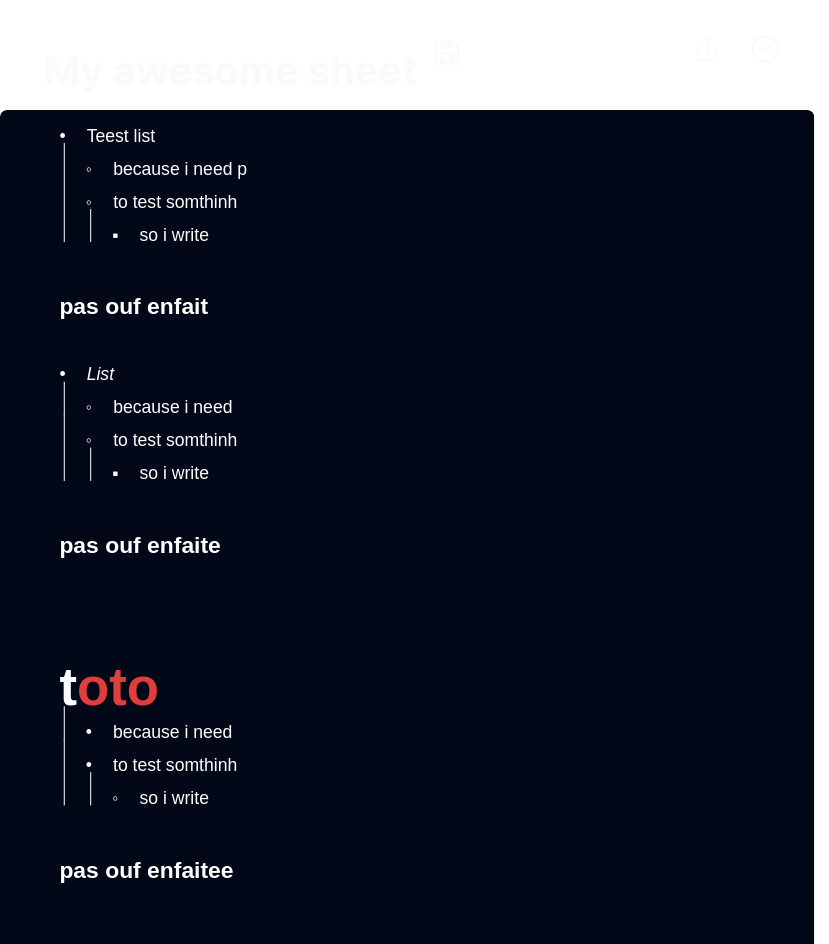 My awesome sheet
Teest list
because i need p
to test somthinh
so i write
pas ouf enfait
List
because i need
to test somthinh
so i write
pas ouf enfaite
toto
because i need
to test somthinh
so i write
pas ouf enfaitee